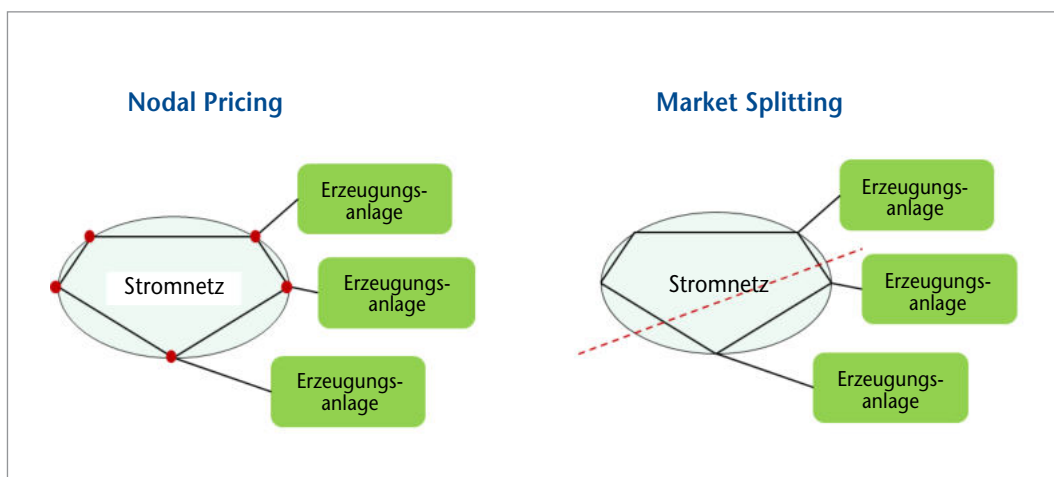 Nodal Pricing
Erzeugungs-
anlage
Stromnetz
Erzeugungs-
anlage
Erzeugungs-
anlage
Market Splitting
Erzeugungs-
anlage
Stromnetz
Erzeugungs-
anlage
Erzeugungs-
anlage